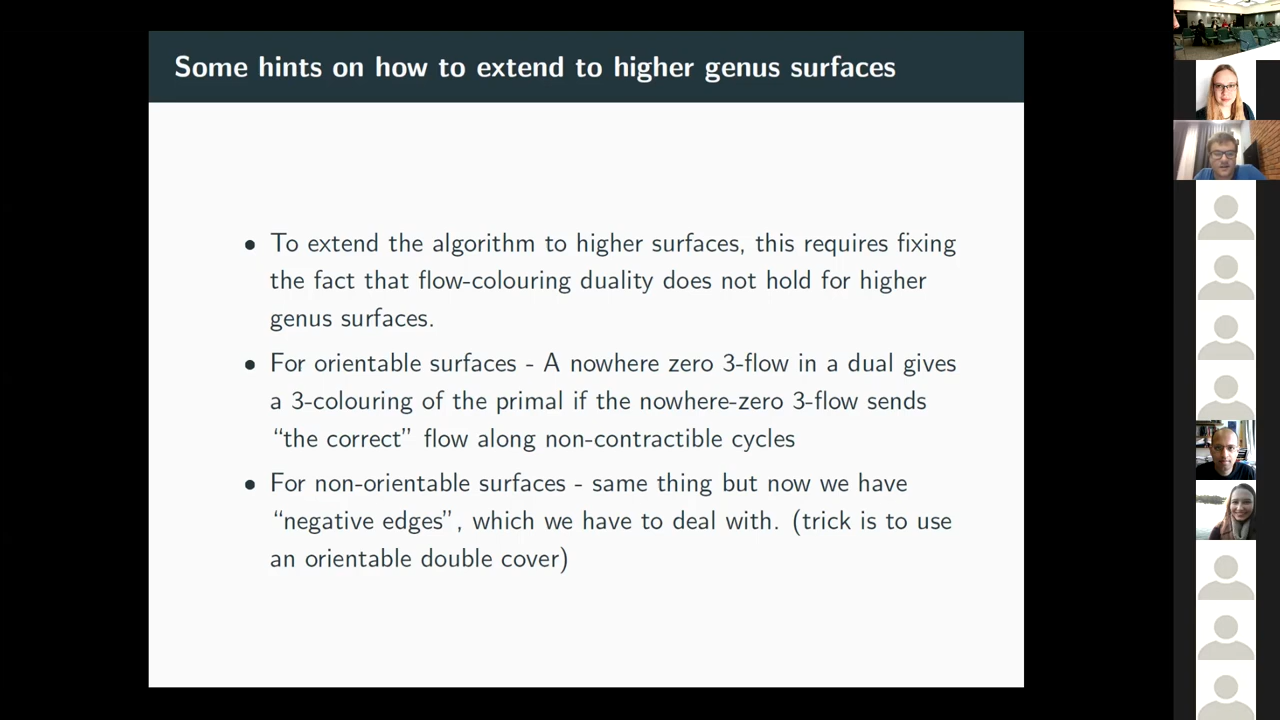 Some hints on how to extend to higher genus surfaces
• To extend the algorithm to higher surfaces, this requires fixing
the fact that flow-colouring duality does not hold for higher
genus surfaces.
• For orientable surfaces - A nowhere zero 3-flow in a dual gives
a 3-colouring of the primal if the nowhere-zero 3-flow sends
“the correct” flow along non-contractible cycles
• For non-orientable surfaces - same thing but now we have
“negative edges”, which we have to deal with. (trick is to use
an orientable double cover)